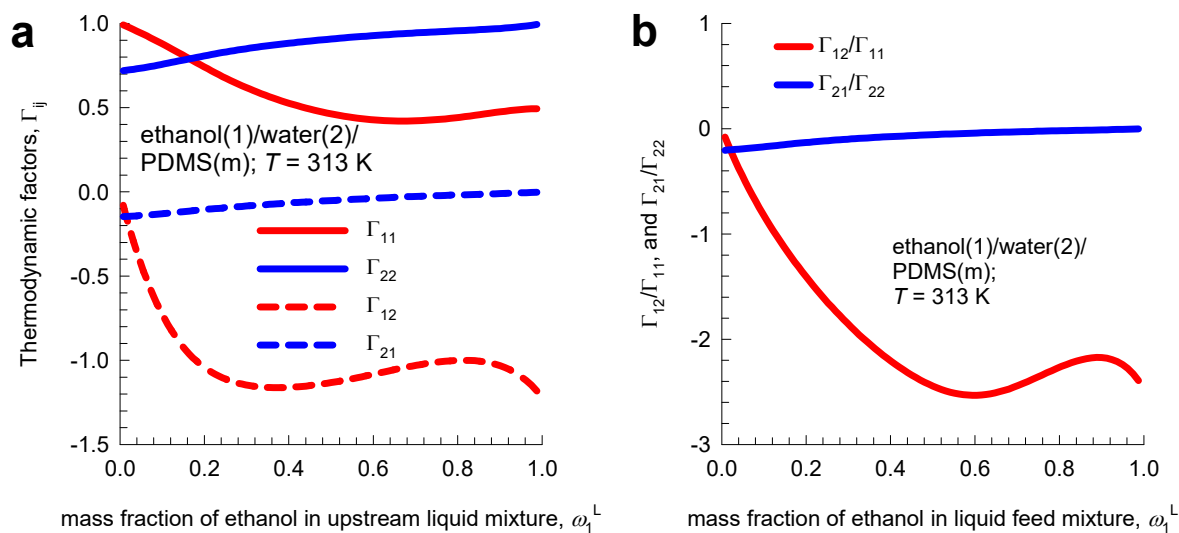 a
Thermodynamic factors, Γij
1.0
0.5
0.0
-0.5
-1.0
-1.5
ethanol(1)/water(2)/
PDMS(m); T = 313 K
Γ11
Γ22
Γ12
Γ21
0.0 0.2 0.4 0.6 0.8 1.0
mass fraction of ethanol in upstream liquid mixture, ω1L
b
Γ12/Γ11, and Γ21/Γ22
1
0
-1
-2
-3
Γ12/Γ11
Γ21/Γ22
ethanol(1)/water(2)/
PDMS(m);
T = 313 K
0.0 0.2 0.4 0.6 0.8 1.0
mass fraction of ethanol in liquid feed mixture, ω1L